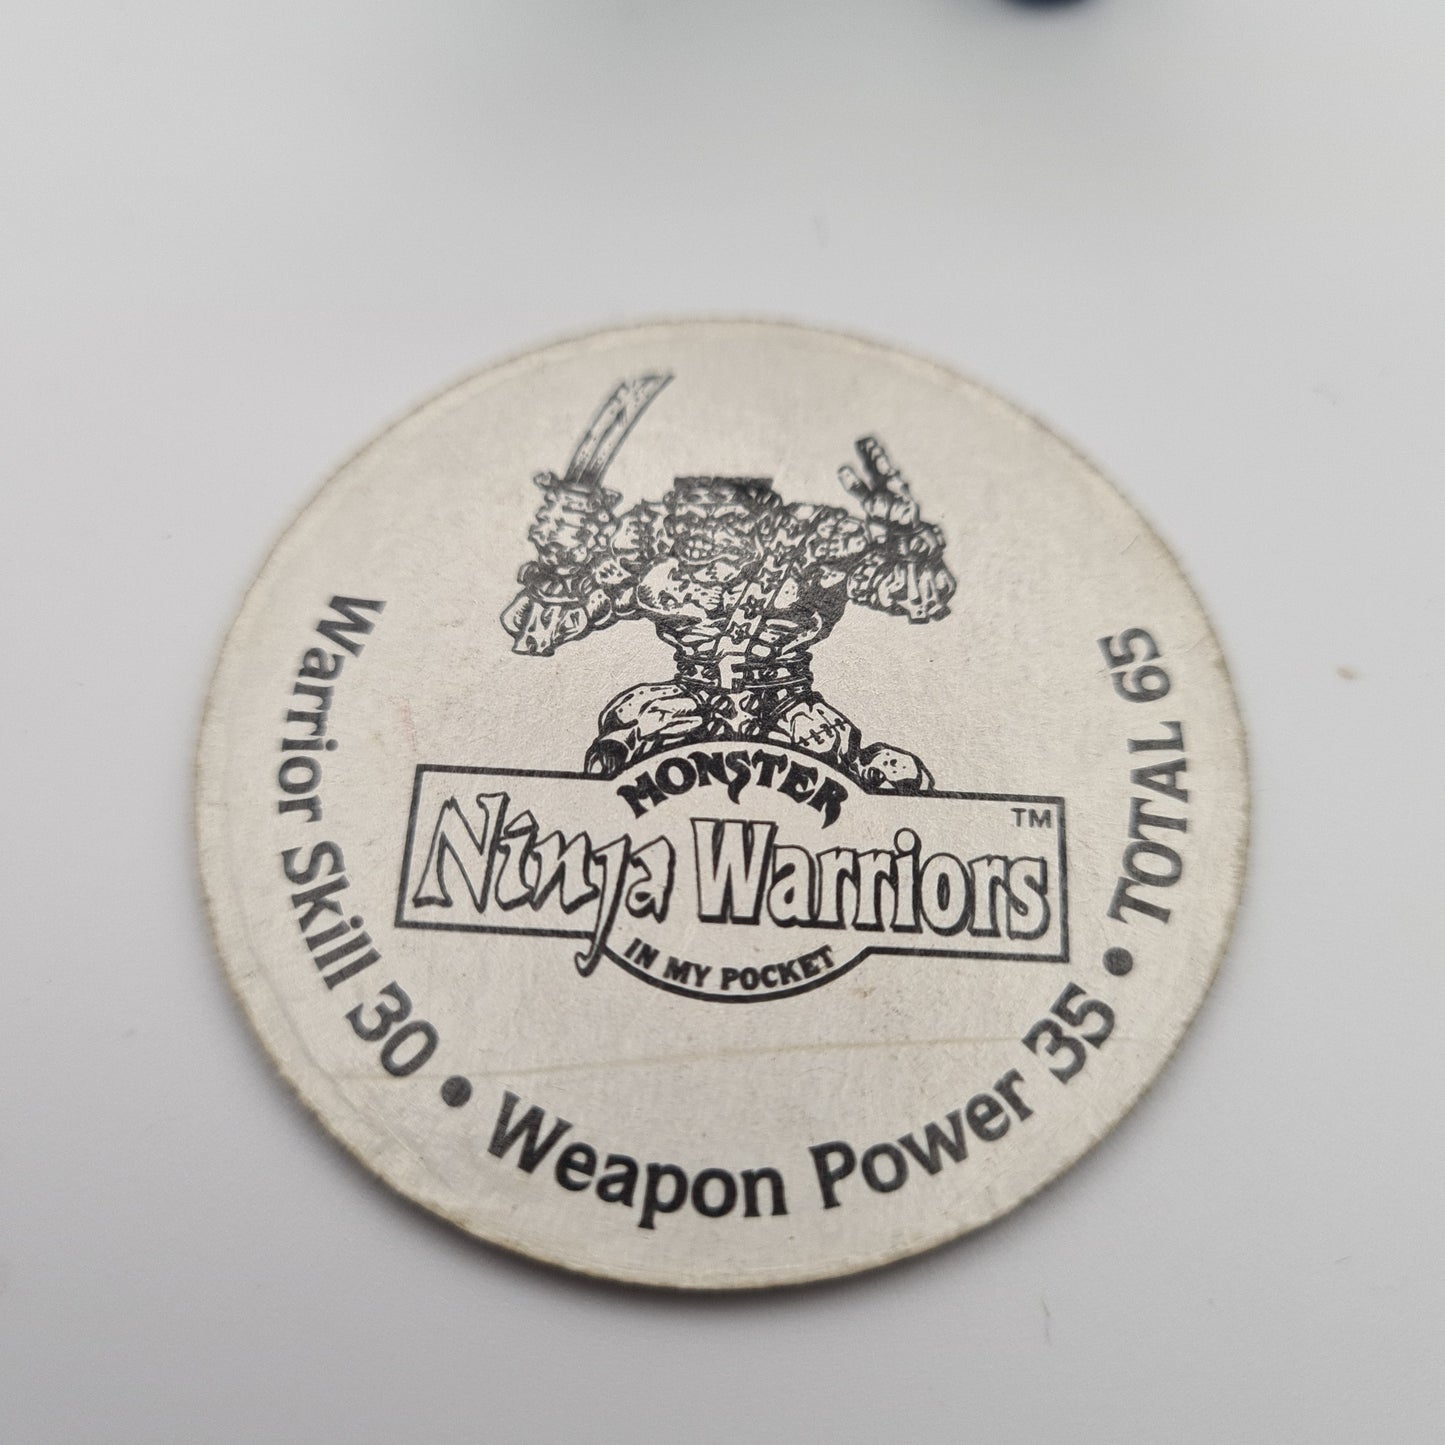 MONSTER
Ninja Warriors
TM
IN MY POCKET
Warrior Skill 30 • Weapon Power 35 • TOTAL 65
F